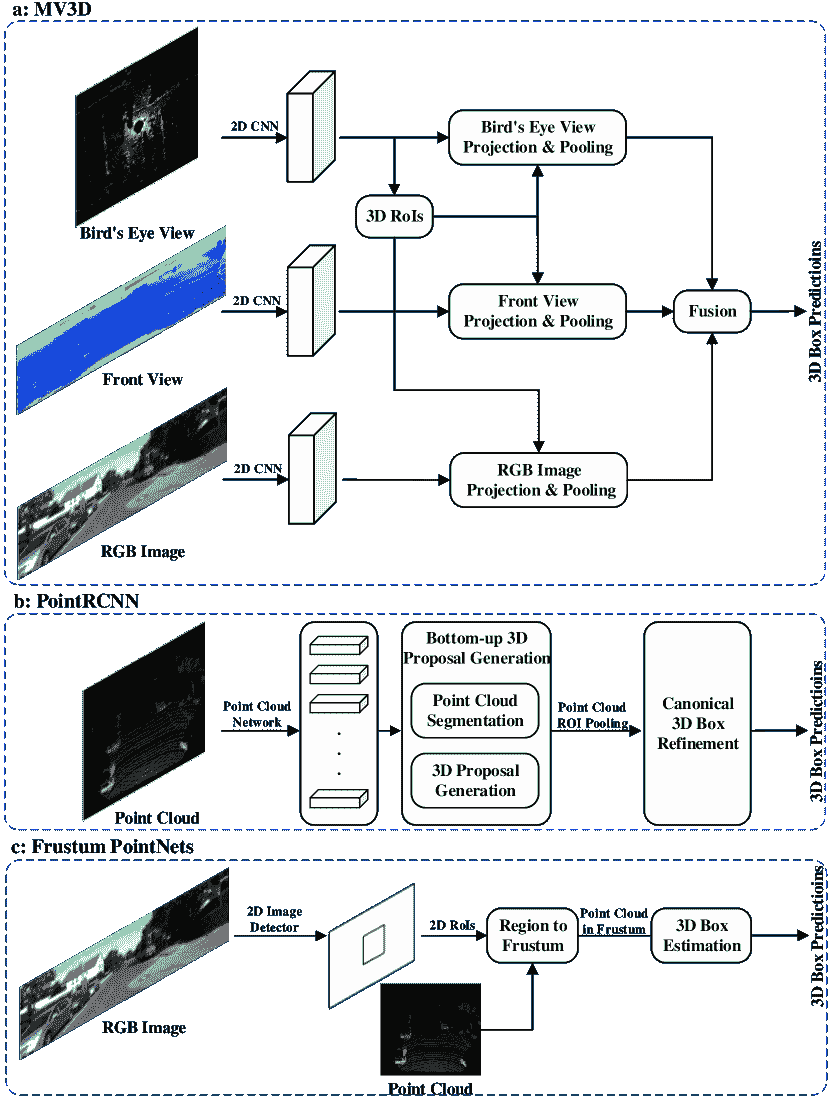 a: MV3D
2D CNN
Bird's Eye View
Projection & Pooling
Bird's Eye View
3D RoIs
2D CNN
Front View
Projection & Pooling
Fusion
3D Box Predictioins
Front View
2D CNN
RGB Image
Projection & Pooling
RGB Image
b: PointRCNN
Point Cloud
Network
Bottom-up 3D
Proposal Generation
Point Cloud
Segmentation
3D Proposal
Generation
Point Cloud
ROI Pooling
Canonical
3D Box
Refinement
3D Box Predictioins
Point Cloud
c: Frustum PointNets
2D Image
Detector
2D RoIs
Region to
Frustum
Point Cloud
in Frustum
3D Box
Estimation
3D Box Predictioins
RGB Image
Point Cloud